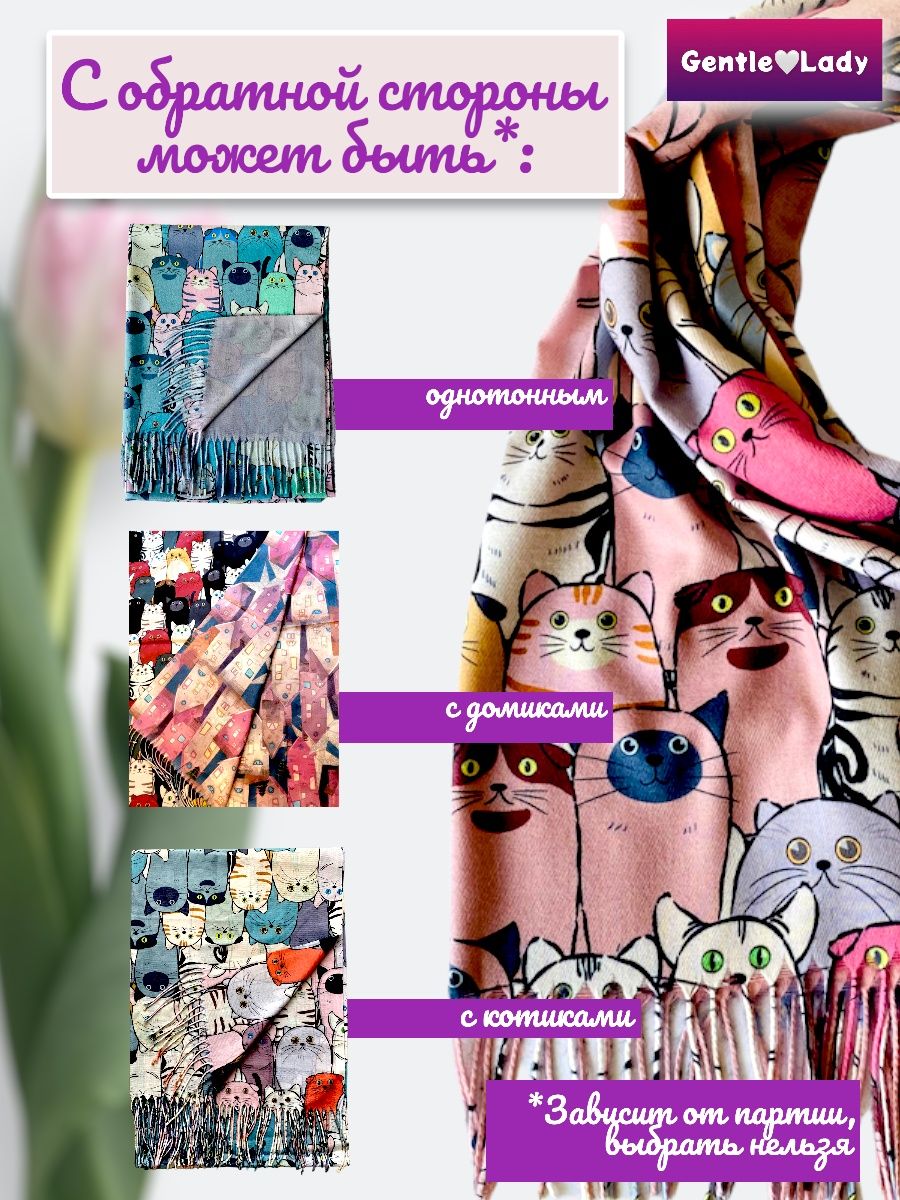 С обратной стороны
может быть*:
Gentle🤍Lady
однотонным
с домиками
с котиками
*Зависит от партии,
выбрать нельзя